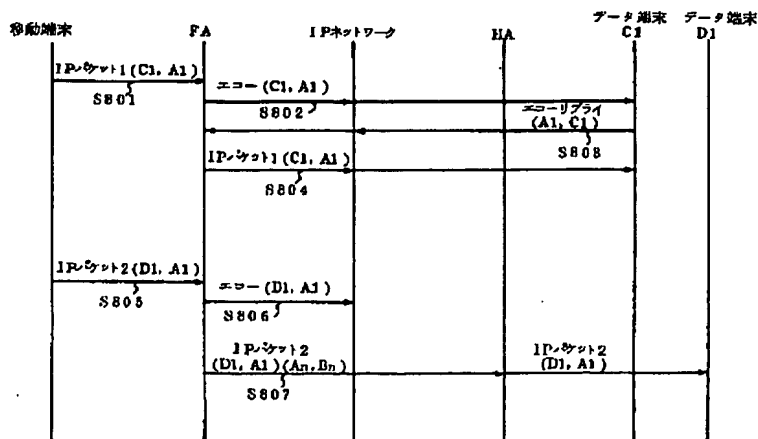 移動端末
FA
IPネットワーク
HA
データ端末
C1
データ端末
D1
IPパケット1(C1, A1)
S801
エコー(C1, A1)
S802
エコーリプライ
(A1, C1)
S803
IPパケット1(C1, A1)
S804
IPパケット2(D1, A1)
S805
エコー(D1, A1)
S806
IPパケット2
(D1, A1)(An, Bn)
S807
IPパケット2
(D1, A1)